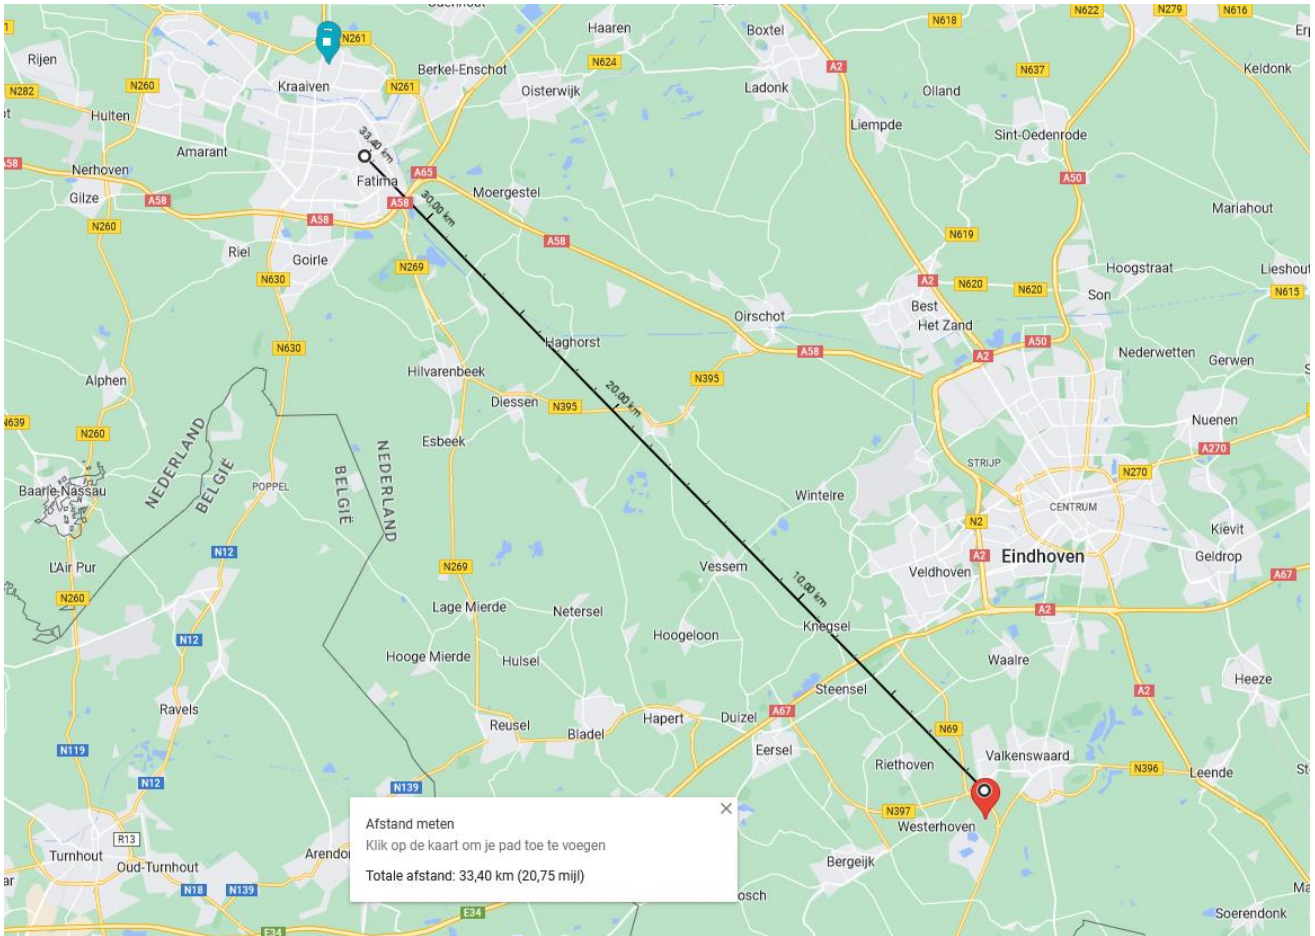 N261
Haaren
Boxtel
N618
N622
N279
N616
Rijen
Berkel-Enschot
N624
A2
N637
Keldonk
Kraaiven
N260
N261
Oisterwijk
Ladonk
Olland
N282
Hulten
Liempde
Sint-Oedenrode
Amarant
33,40 km
A58
Nerhoven
Fatima
A65
A50
Gilze
A58
A58
30,00 km
Moergestel
Mariahout
N260
A58
Riel
Goirle
N269
A58
N619
N630
A2
N620
N620
Hoogstraat
Lieshout
N615
Best
Son
Oirschot
Het Zand
N630
Haghorst
A58
A2
A50
Nederwetten
Gerwen
Alphen
Hilvarenbeek
N395
Diessen
N395
20,00 km
N639
N260
Esbeek
Nuenen
A270
NEDERLAND
BELGIË
NEDERLAND
BELGIË
STRIJP
N270
Baarle-Nassau
POPPEL
Wintelre
CENTRUM
N2
Kievit
N12
A2
Eindhoven
Geldrop
L'Air Pur
N269
Vessem
Veldhoven
A67
N260
10,00 km
Lage Mierde
Netersel
A2
N12
Hoogeloon
Knegsel
Hooge Mierde
Hulsel
Waalre
Heeze
Steensel
A2
Ravels
Reusel
Hapert
Duizel
A67
N69
Bladel
Eersel
Valkenswaard
N119
Riethoven
N396
Leende
N12
N139
N397
Westerhoven
Afstand meten
Klik op de kaart om je pad toe te voegen
Totale afstand: 33,40 km (20,75 mijl)
R13
Turnhout
Oud-Turnhout
Bergeijk
N18
N139
E34
E34
Soerendonk